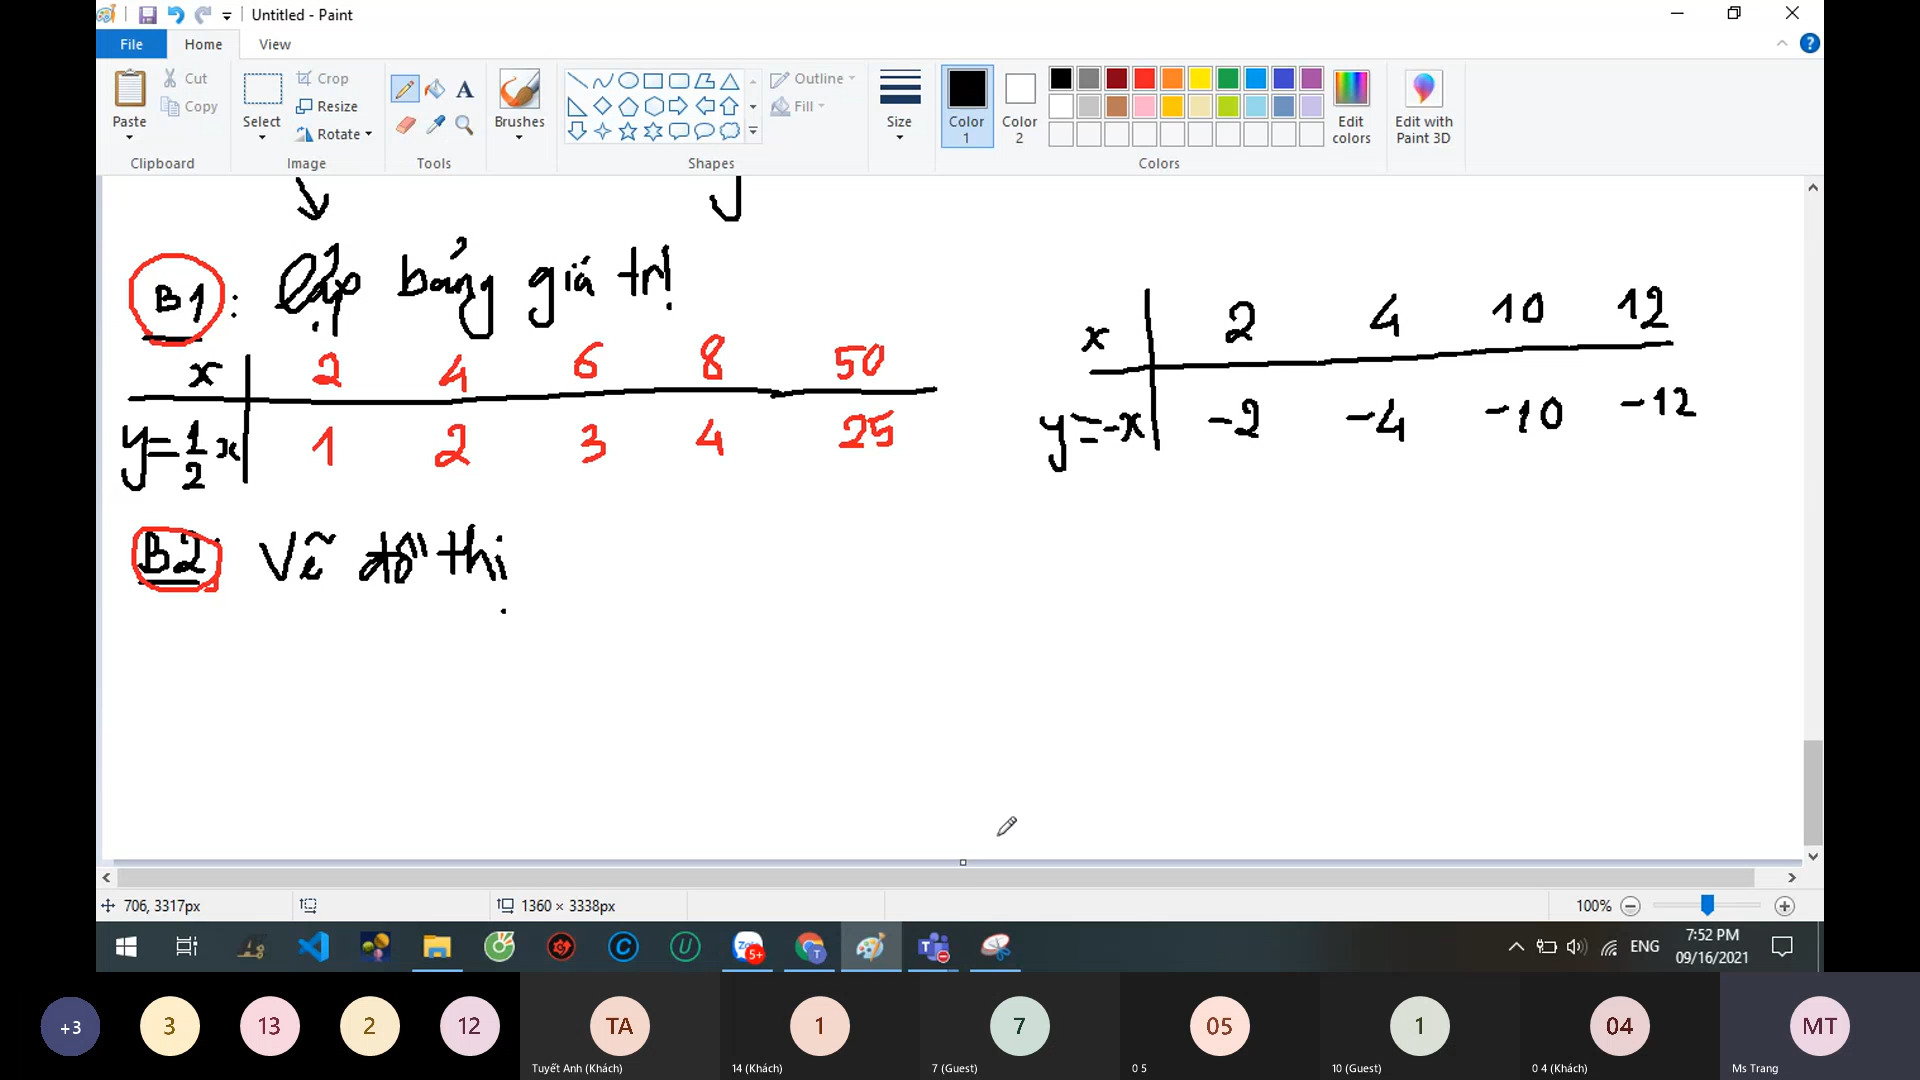 Untitled - Paint
File Home View
Paste Cut Copy Clipboard
Select Crop Resize Rotate Image
Tools
Brushes
Outline Fill Shapes
Size
Color 1 Color 2
Edit colors Colors
Edit with Paint 3D
y
B1 : Lập bảng giá trị
x 2 4 6 8 50
y=1/2 x 1 2 3 4 25
x 2 4 10 12
y=-x -2 -4 -10 -12
B2: Vẽ đồ thị
706, 3317px 1360 × 3338px 100%
Zalo 5+ T ENG 7:52 PM
09/16/2021
+3 3 13 2 12 TA 1 7 05 1 04 MT
Tuyết Anh (Khách) 14 (Khách) 7 (Guest) 0 5 10 (Guest) 0 4 (Khách) Ms Trang